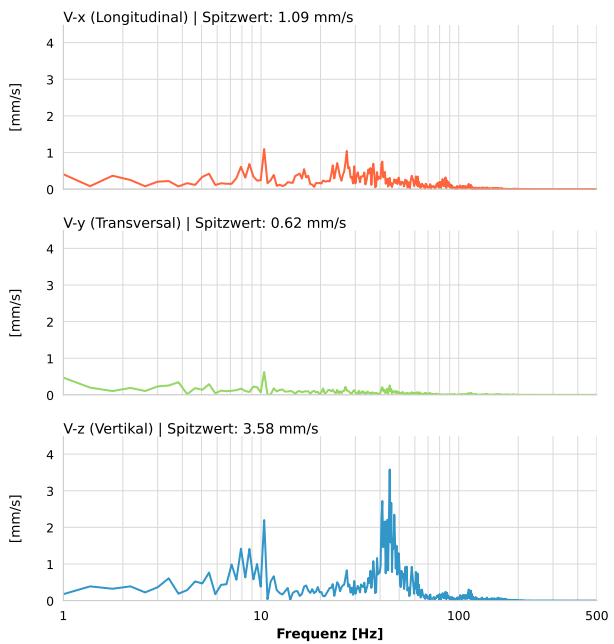 V-x (Longitudinal) | Spitzwert: 1.09 mm/s
4
3
2
1
0
[mm/s]
V-y (Transversal) | Spitzwert: 0.62 mm/s
4
3
2
1
0
[mm/s]
V-z (Vertikal) | Spitzwert: 3.58 mm/s
4
3
2
1
0
[mm/s]
1 10 100 500
Frequenz [Hz]